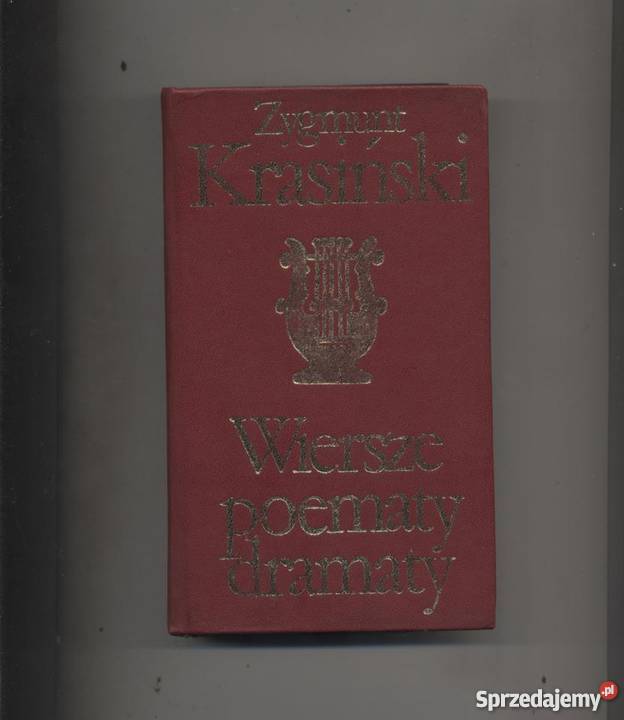 Zygmunt
Krasiński
Wiersze
poematy
dramaty
Sprzedajemy.pl